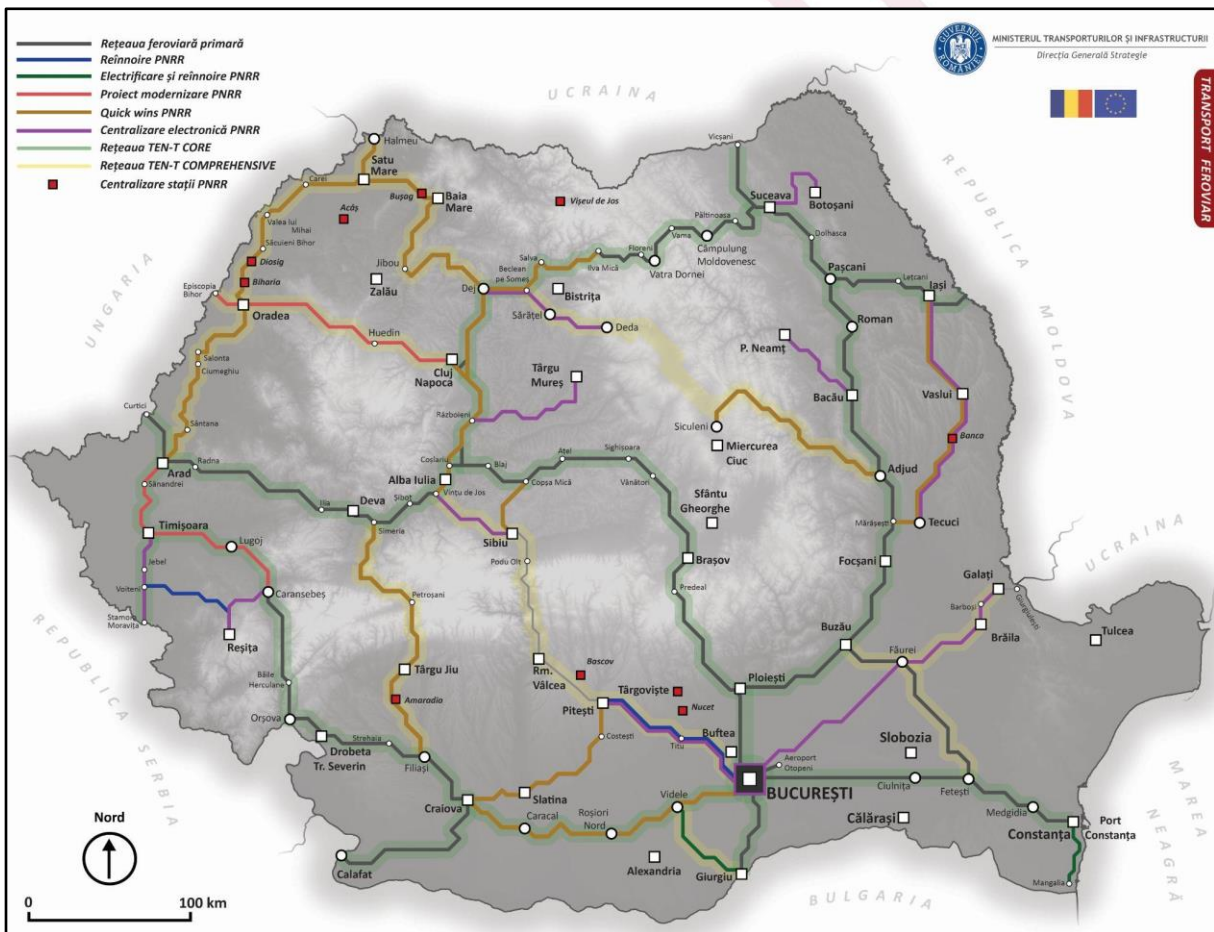 Rețeaua feroviară primară
Reînnoire PNRR
Electrificare și reînnoire PNRR
Proiect modernizare PNRR
Quick wins PNRR
Centralizare electronică PNRR
Rețeaua TEN-T CORE
Rețeaua TEN-T COMPREHENSIVE
Centralizare stații PNRR
GUVERNUL ROMÂNIEI
MINISTERUL TRANSPORTURILOR ȘI INFRASTRUCTURII
Direcția Generală Strategie
TRANSPORT FEROVIAR
UCRAINA
REPUBLICA
MOLDOVA
UNGARIA
Halmeu
Satu
Mare
Carei
Bușag
Baia
Mare
Acâș
Vișeul de Jos
Valea lui
Mihai
Săcuieni Bihor
Diosig
Biharia
Episcopia
Bihor
Oradea
Jibou
Zalău
Huedin
Cluj
Napoca
Dej
Beclean
pe Someș
Salva
Ilva Mică
Floreni
Vatra Dornei
Vama
Câmpulung
Moldovenesc
Păltinoasa
Vicșani
Suceava
Botoșani
Dolhasca
Pașcani
Lețcani
Iași
Bistrița
Sărățel
Deda
Roman
P. Neamț
Târgu
Mureș
Bacău
Vaslui
Banca
Salonta
Ciumeghiu
Curtici
Sântana
Războieni
Siculeni
Miercurea
Ciuc
Arad
Radna
Coșlariu
Blaj
Atel
Sighișoara
Vânători
Adjud
Sânandrei
Ilia
Deva
Șibot
Alba Iulia
Vințu de Jos
Copșa Mică
Sfântu
Gheorghe
Mărășești
Tecuci
Timișoara
Lugoj
Simeria
Sibiu
Podu Olt
Brașov
Predeal
Focșani
UCRAINA
Jebel
Voiteni
Stamora
Moravița
Caransebeș
Reșița
Petroșani
Galați
Giurgiulești
Barboși
Brăila
Tulcea
Buzău
Făurei
REPUBLICA SERBIA
Băile
Herculane
Târgu Jiu
Rm.
Vâlcea
Bascov
Târgoviște
Nucet
Ploiești
Amaradia
Pitești
Orșova
Drobeta
Tr. Severin
Strehaia
Filiași
Costești
Titu
Buftea
Aeroport
Otopeni
Slobozia
BUCUREȘTI
Ciulnița
Fetești
MAREA
NEAGRĂ
Craiova
Slatina
Videle
Caracal
Roșiori
Nord
Medgidia
Constanța
Port
Constanța
Călărași
Calafat
Alexandria
Giurgiu
Mangalia
BULGARIA
Nord
0
100 km